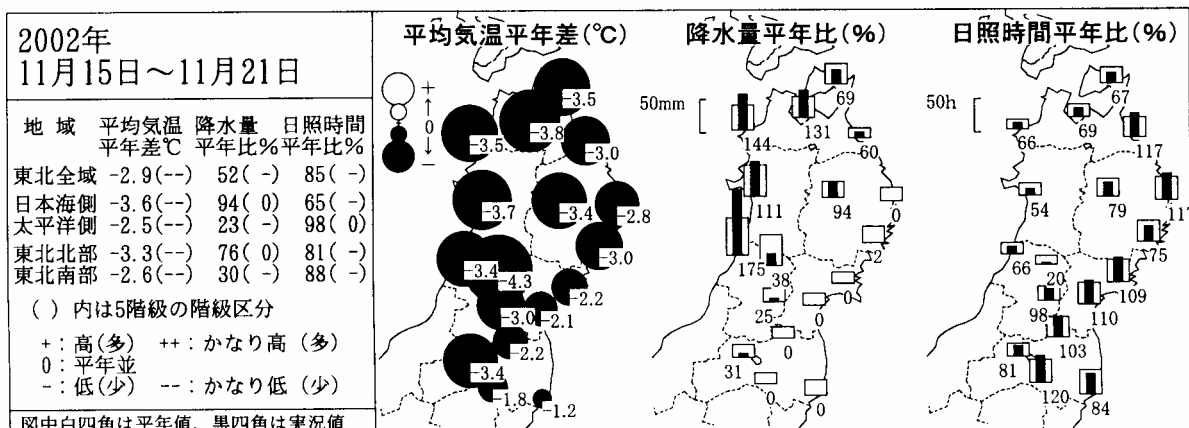 2002年
11月15日～11月21日
地 域 平均気温 降水量 日照時間
平年差℃ 平年比% 平年比%
東北全域 -2.9(--) 52( -) 85( -)
日本海側 -3.6(--) 94( 0) 65( -)
太平洋側 -2.5(--) 23( -) 98( 0)
東北北部 -3.3(--) 76( 0) 81( -)
東北南部 -2.6(--) 30( -) 88( -)
( ) 内は5階級の階級区分
+：高(多) ++：かなり高 (多)
0：平年並
-：低(少) --：かなり低 (少)
図中白四角は平年値、黒四角は実況値
平均気温平年差(℃)
+
↑
0
↓
-
-3.5
-3.8
-3.5
-3.0
-3.7
-3.4
-2.8
-3.0
-3.4
-4.3
-2.2
-3.0
-2.1
-2.2
-3.4
-1.8
-1.2
降水量平年比(%)
50mm
69
144
131
60
111
94
0
12
175
38
0
25
0
0
31
0
0
日照時間平年比(%)
50h
67
69
66
117
54
79
117
75
66
20
109
98
110
103
81
120
84